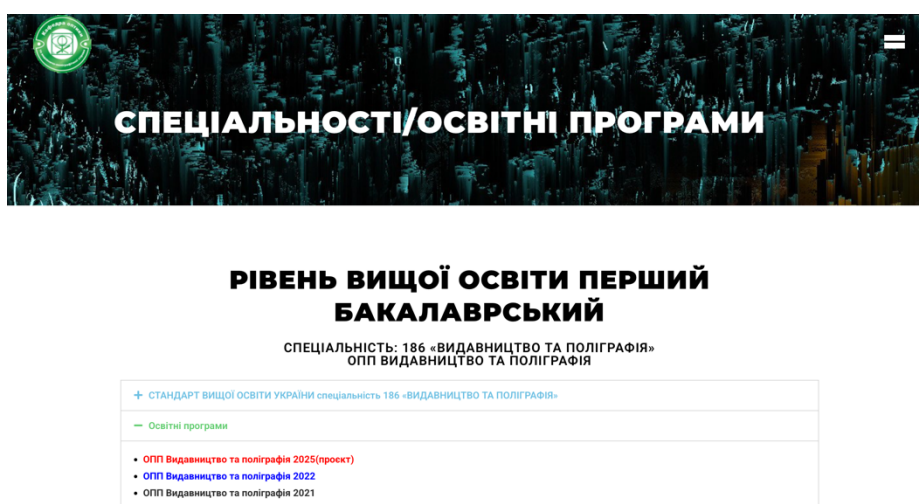 СПЕЦІАЛЬНОСТІ/ОСВІТНІ ПРОГРАМИ
РІВЕНЬ ВИЩОЇ ОСВІТИ ПЕРШИЙ
БАКАЛАВРСЬКИЙ
СПЕЦІАЛЬНІСТЬ: 186 «ВИДАВНИЦТВО ТА ПОЛІГРАФІЯ»
ОПП ВИДАВНИЦТВО ТА ПОЛІГРАФІЯ
+ СТАНДАРТ ВИЩОЇ ОСВІТИ УКРАЇНИ спеціальність 186 «ВИДАВНИЦТВО ТА ПОЛІГРАФІЯ»
− Освітні програми
• ОПП Видавництво та поліграфія 2025(проєкт)
• ОПП Видавництво та поліграфія 2022
• ОПП Видавництво та поліграфія 2021